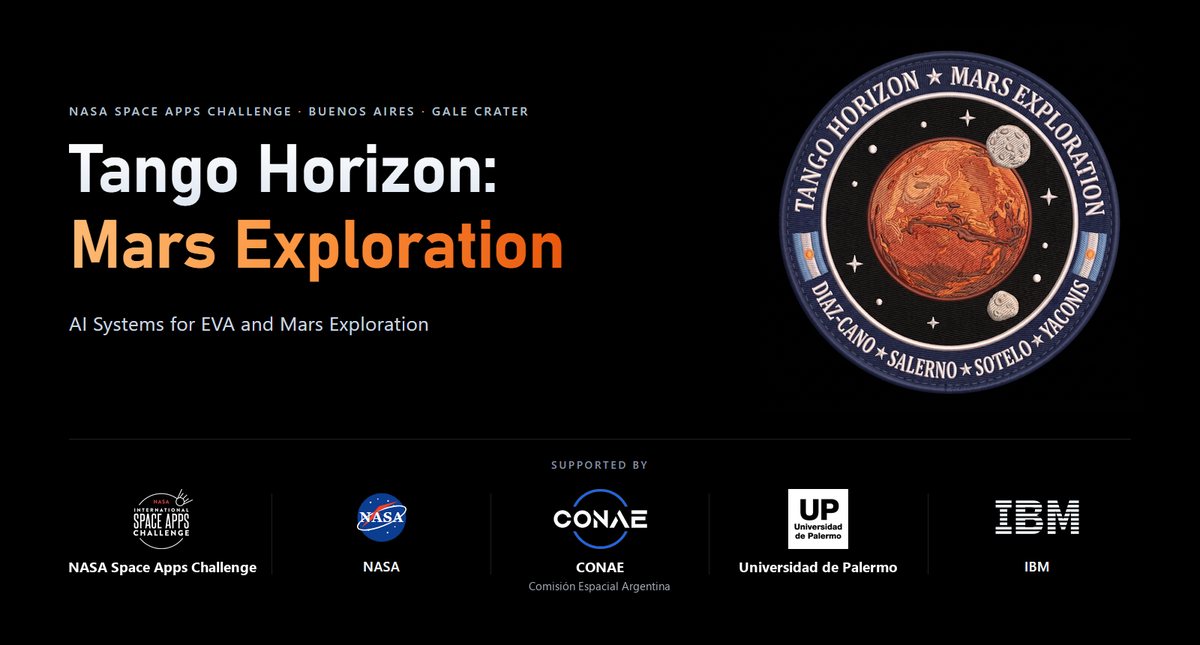 NASA SPACE APPS CHALLENGE · BUENOS AIRES · GALE CRATER
Tango Horizon:
Mars Exploration
AI Systems for EVA and Mars Exploration
TANGO HORIZON ★ MARS EXPLORATION
DIAZ-CANO ★ SALERNO ★ SOTELO ★ YACONIS
SUPPORTED BY
NASA
INTERNATIONAL
SPACE APPS
CHALLENGE
NASA Space Apps Challenge
NASA
NASA
CONAE
CONAE
Comisión Espacial Argentina
UP
Universidad
de Palermo
Universidad de Palermo
IBM
IBM